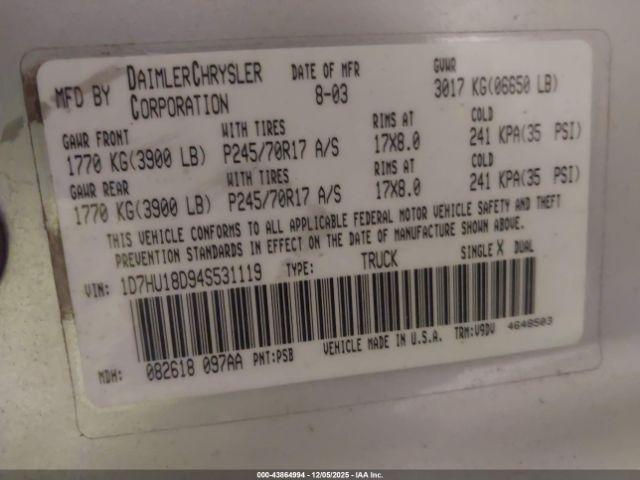 MFD BY DAIMLERCHRYSLER CORPORATION DATE OF MFR 8-03 GVWR 3017 KG(06650 LB)
GAWR FRONT WITH TIRES RIMS AT COLD
1770 KG(3900 LB) P245/70R17 A/S 17X8.0 241 KPA(35 PSI)
GAWR REAR WITH TIRES RIMS AT COLD
1770 KG(3900 LB) P245/70R17 A/S 17X8.0 241 KPA(35 PSI)
THIS VEHICLE CONFORMS TO ALL APPLICABLE FEDERAL MOTOR VEHICLE SAFETY AND THEFT
PREVENTION STANDARDS IN EFFECT ON THE DATE OF MANUFACTURE SHOWN ABOVE.
VIN: 1D7HU18D94S531119 TYPE: TRUCK SINGLE X DUAL
MDH: 082618 097AA PNT:PSB VEHICLE MADE IN U.S.A. TRM:V9DV 4648503
000-43864994 - 12/05/2025 - IAA Inc.